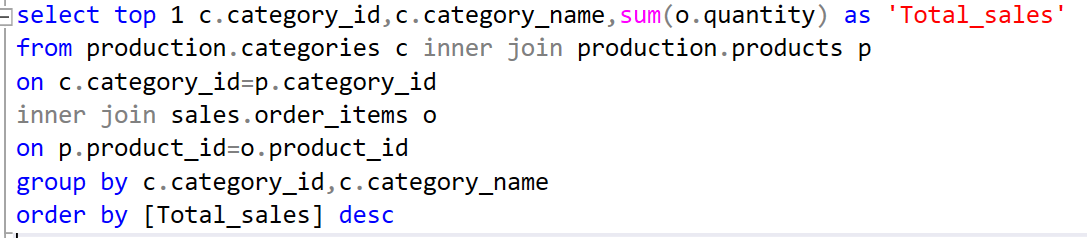 select top 1 c.category_id,c.category_name,sum(o.quantity) as 'Total_sales'
from production.categories c inner join production.products p
on c.category_id=p.category_id
inner join sales.order_items o
on p.product_id=o.product_id
group by c.category_id,c.category_name
order by [Total_sales] desc